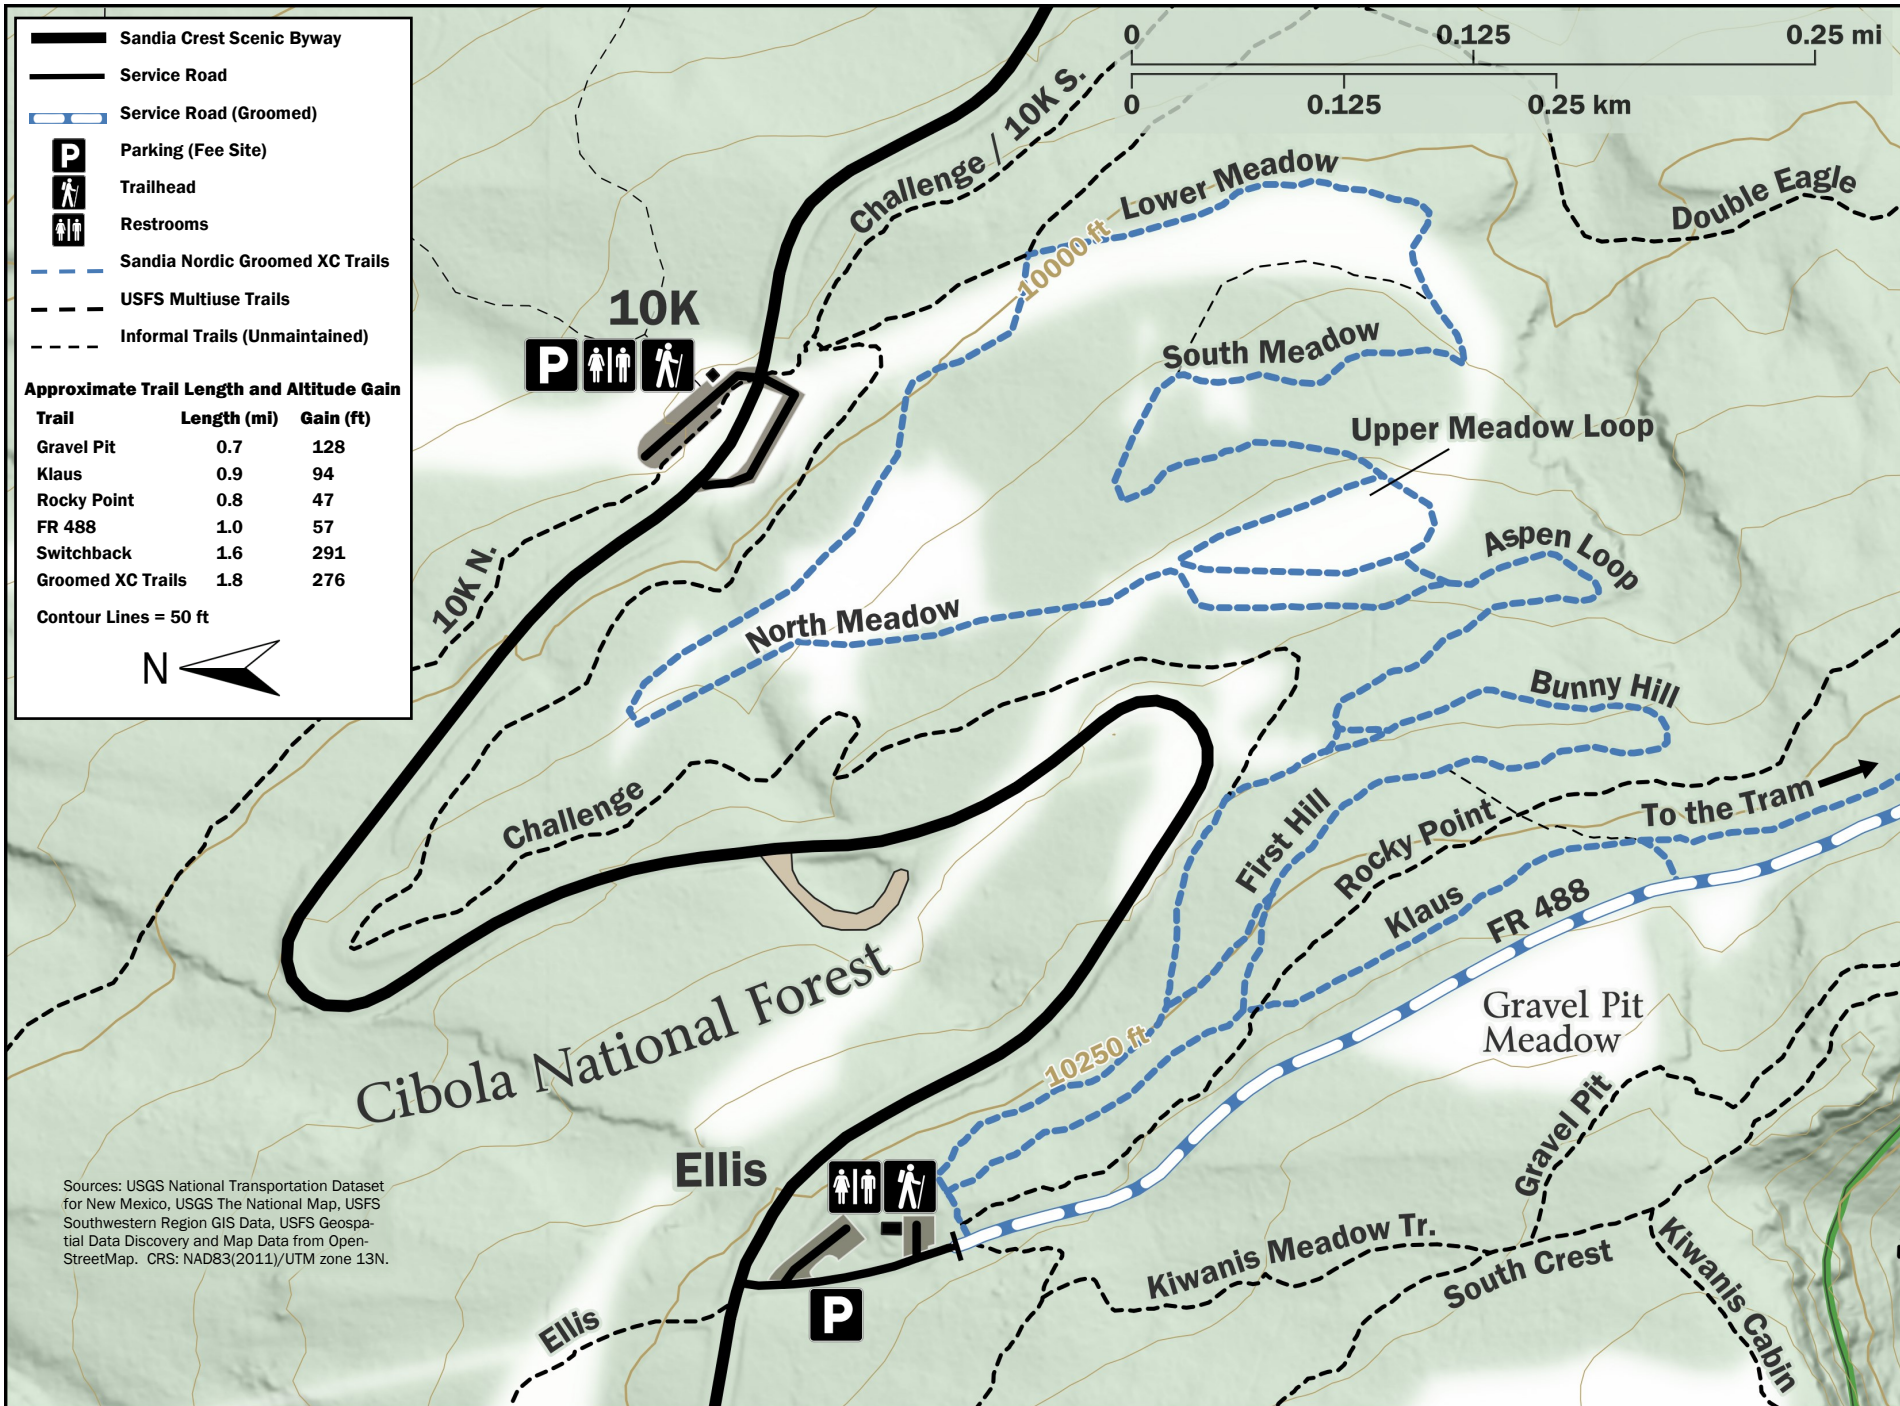 Sandia Crest Scenic Byway
Service Road
Service Road (Groomed)
P
Parking (Fee Site)
Trailhead
Restrooms
Sandia Nordic Groomed XC Trails
USFS Multiuse Trails
Informal Trails (Unmaintained)
Approximate Trail Length and Altitude Gain
Trail Length (mi) Gain (ft)
Gravel Pit 0.7 128
Klaus 0.9 94
Rocky Point 0.8 47
FR 488 1.0 57
Switchback 1.6 291
Groomed XC Trails 1.8 276
Contour Lines = 50 ft
N
0 0.125 0.25 mi
0 0.125 0.25 km
Challenge / 10K S.
Lower Meadow
Double Eagle
10000 ft
10K
P
South Meadow
Upper Meadow Loop
Aspen Loop
10K N.
North Meadow
Bunny Hill
Challenge
To the Tram
First Hill
Rocky Point
Klaus
FR 488
Cibola National Forest
Gravel Pit
Meadow
10250 ft
Gravel Pit
Ellis
Kiwanis Meadow Tr.
South Crest
Kiwanis Cabin
P
Ellis
Sources: USGS National Transportation Dataset
for New Mexico, USGS The National Map, USFS
Southwestern Region GIS Data, USFS Geospa-
tial Data Discovery and Map Data from Open-
StreetMap.  CRS: NAD83(2011)/UTM zone 13N.